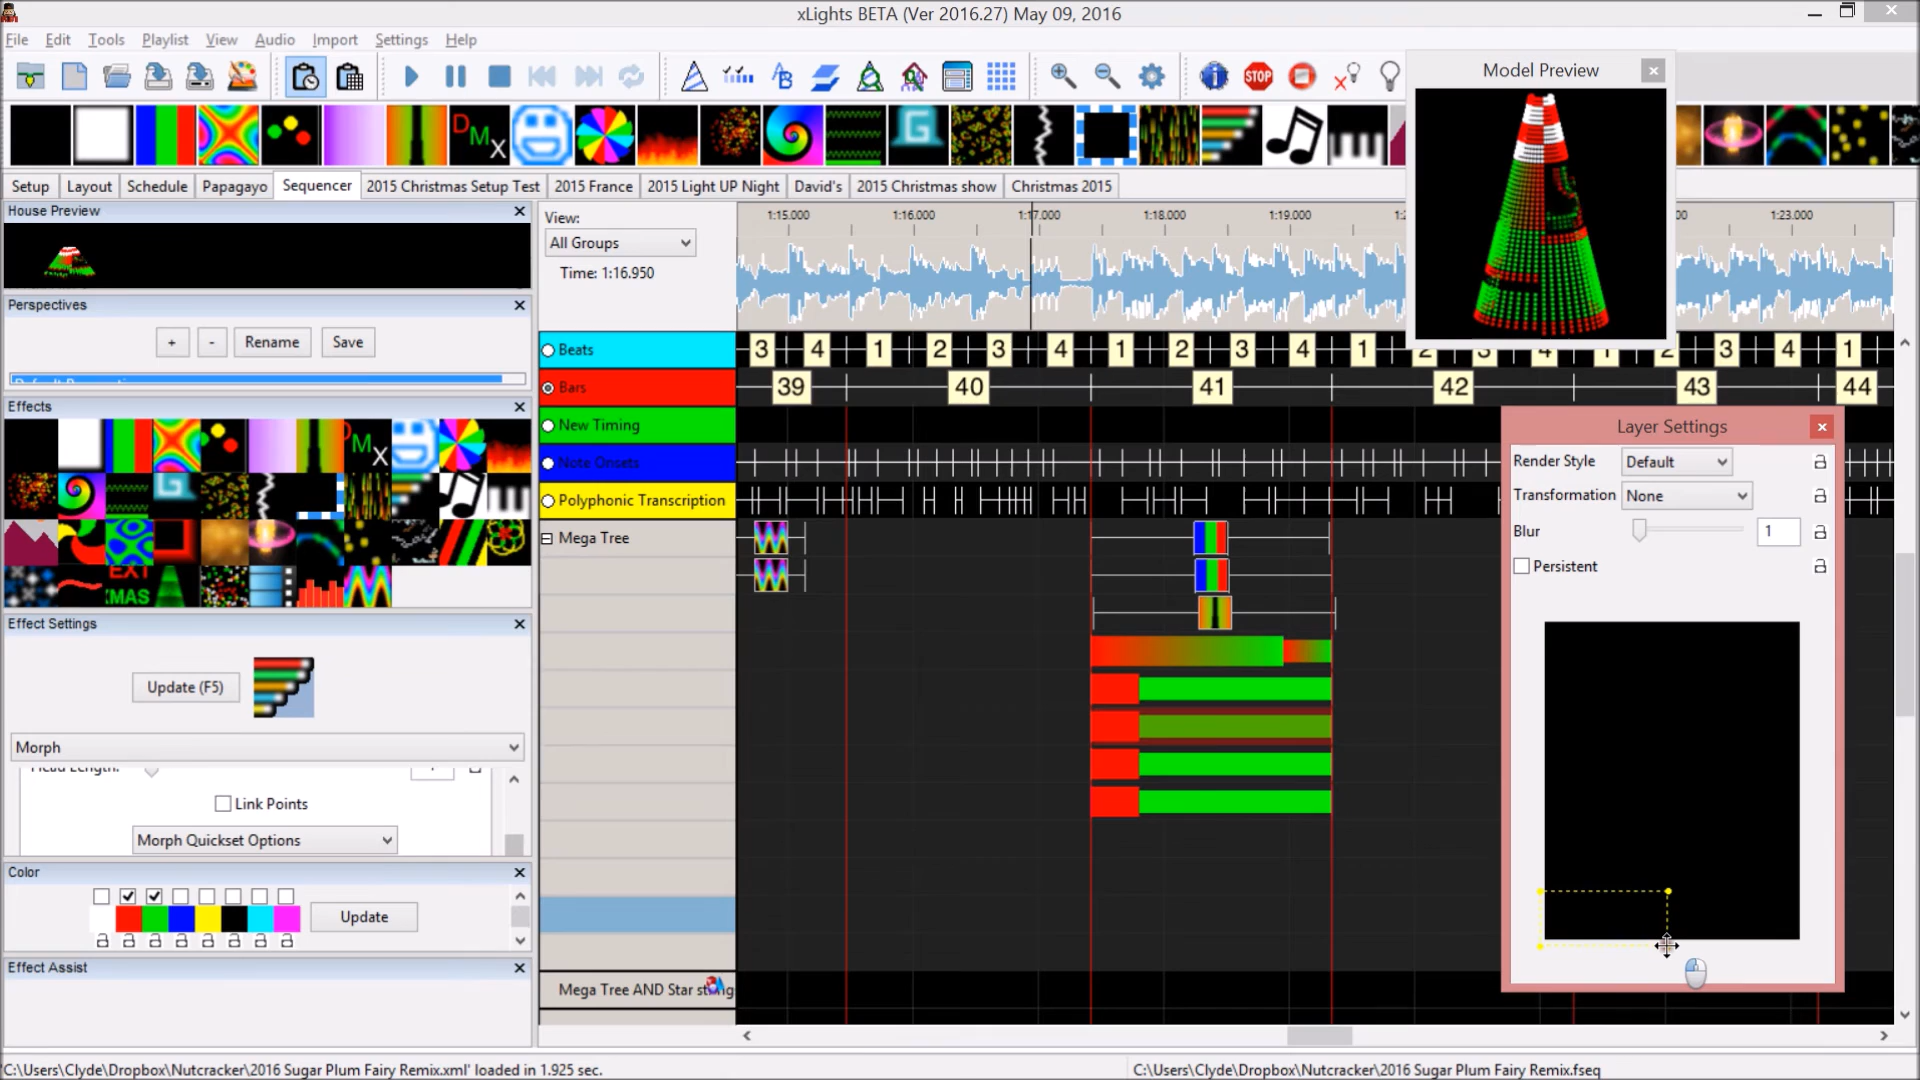 xLights BETA (Ver 2016.27) May 09, 2016
File Edit Tools Playlist View Audio Import Settings Help
Model Preview
Setup Layout Schedule Papagayo Sequencer 2015 Christmas Setup Test 2015 France 2015 Light UP Night David's 2015 Christmas show Christmas 2015
House Preview
View:
All Groups
Time: 1:16.950
1:15.000 1:16.000 1:17.000 1:18.000 1:19.000 1:23.000
Perspectives
+ - Rename Save
Effects
Beats
3 4 1 2 3 4 1 2 3 4 1 2 3 4 1 2 3 4 1
Bars
39 40 41 42 43 44
New Timing
Note Onsets
Polyphonic Transcription
Mega Tree
Layer Settings
Render Style Default
Transformation None
Blur 1
Persistent
Effect Settings
Update (F5)
Morph
Head Length:
Link Points
Morph Quickset Options
Color
Update
Effect Assist
Mega Tree AND Star
'C:\Users\Clyde\Dropbox\Nutcracker\2016 Sugar Plum Fairy Remix.xml' loaded in 1.925 sec.
C:\Users\Clyde\Dropbox\Nutcracker\2016 Sugar Plum Fairy Remix.fseq